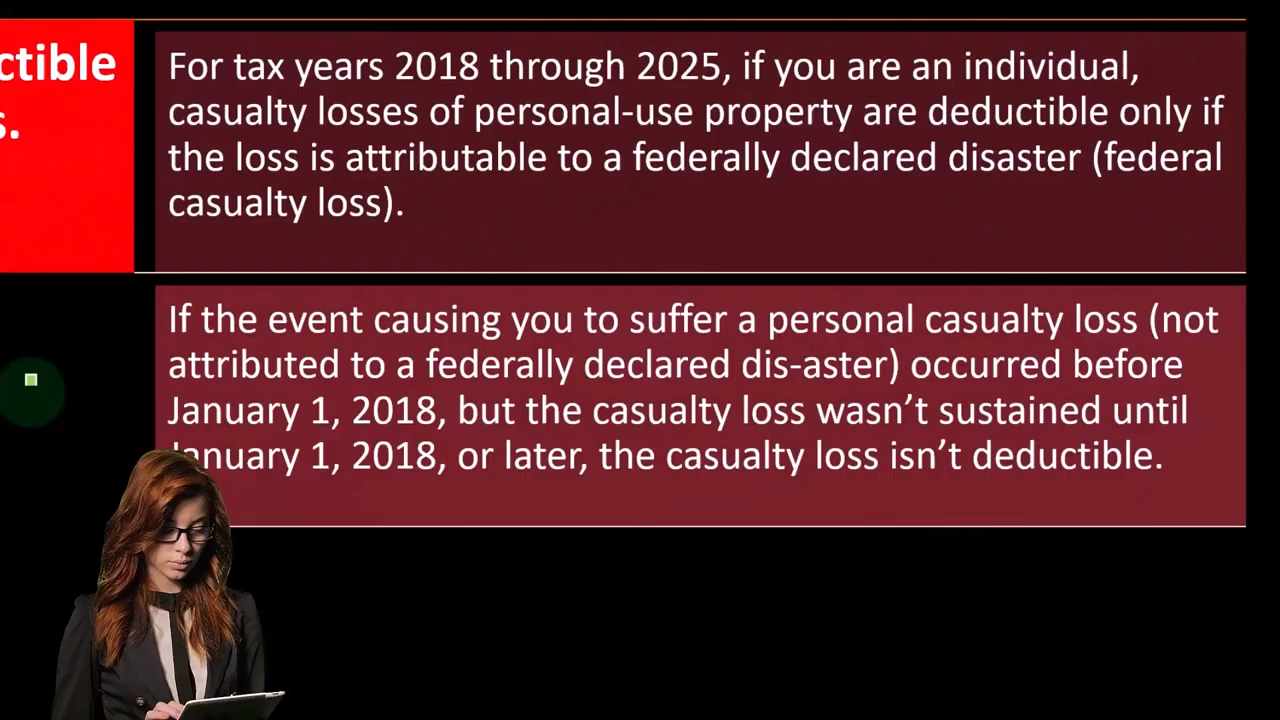 ctible
s.
For tax years 2018 through 2025, if you are an individual,
casualty losses of personal-use property are deductible only if
the loss is attributable to a federally declared disaster (federal
casualty loss).
If the event causing you to suffer a personal casualty loss (not
attributed to a federally declared dis-aster) occurred before
January 1, 2018, but the casualty loss wasn’t sustained until
January 1, 2018, or later, the casualty loss isn’t deductible.